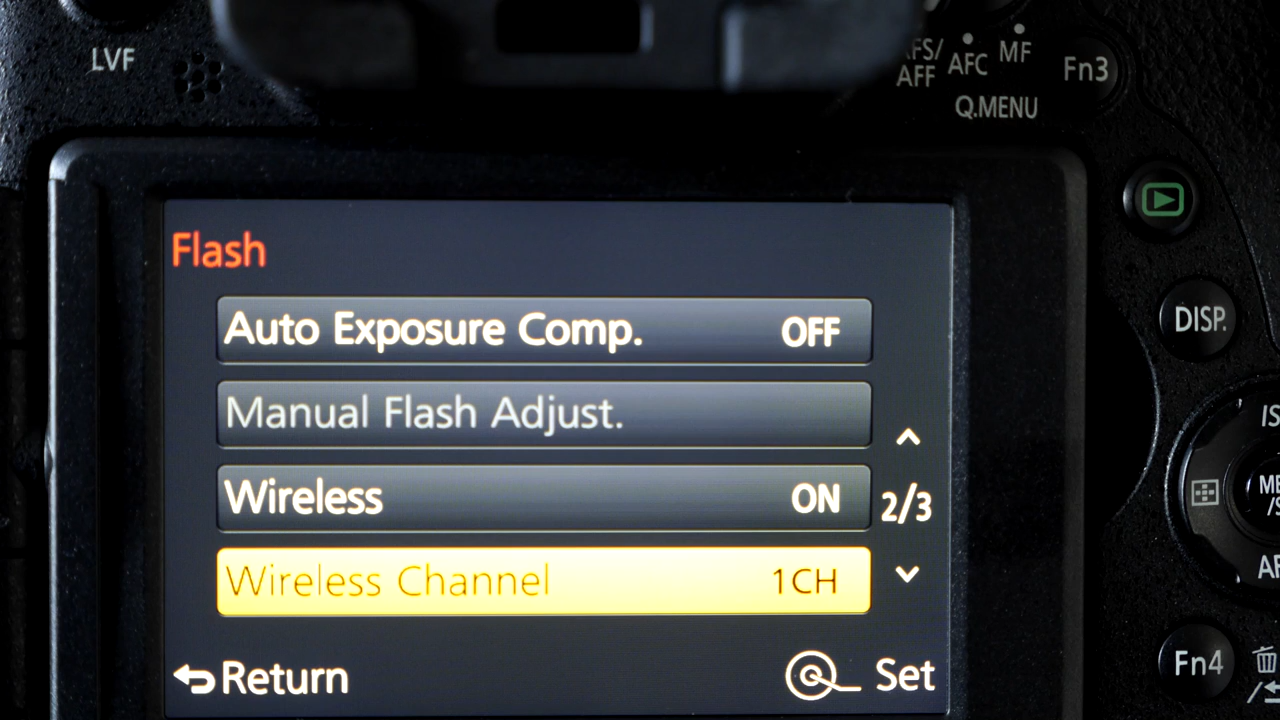 LVF
AFF
AFC
MF
Fn3
Q.MENU
Flash
DISP.
Auto Exposure Comp. OFF
Manual Flash Adjust.
Wireless ON
2/3
Wireless Channel 1CH
Return
Set
Fn4